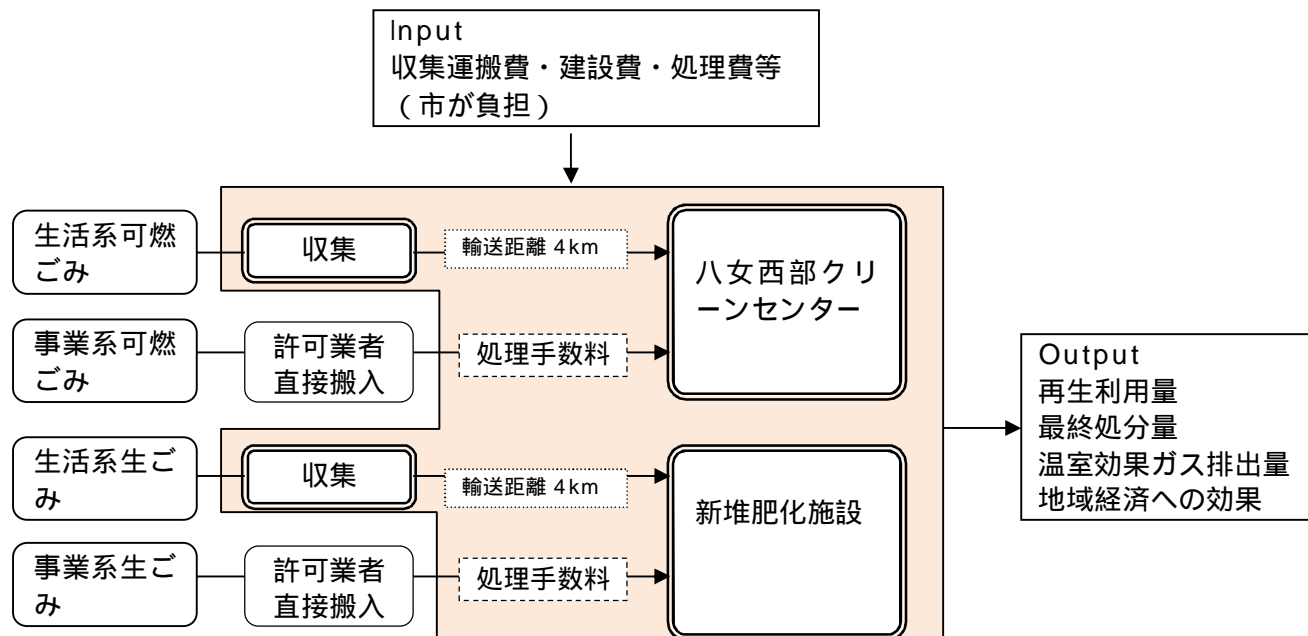 Input
収集運搬費・建設費・処理費等
（市が負担）
生活系可燃
ごみ
収集
輸送距離 4km
八女西部クリ
ーンセンター
事業系可燃
ごみ
許可業者
直接搬入
処理手数料
生活系生ご
み
収集
輸送距離 4km
新堆肥化施設
事業系生ご
み
許可業者
直接搬入
処理手数料
Output
再生利用量
最終処分量
温室効果ガス排出量
地域経済への効果